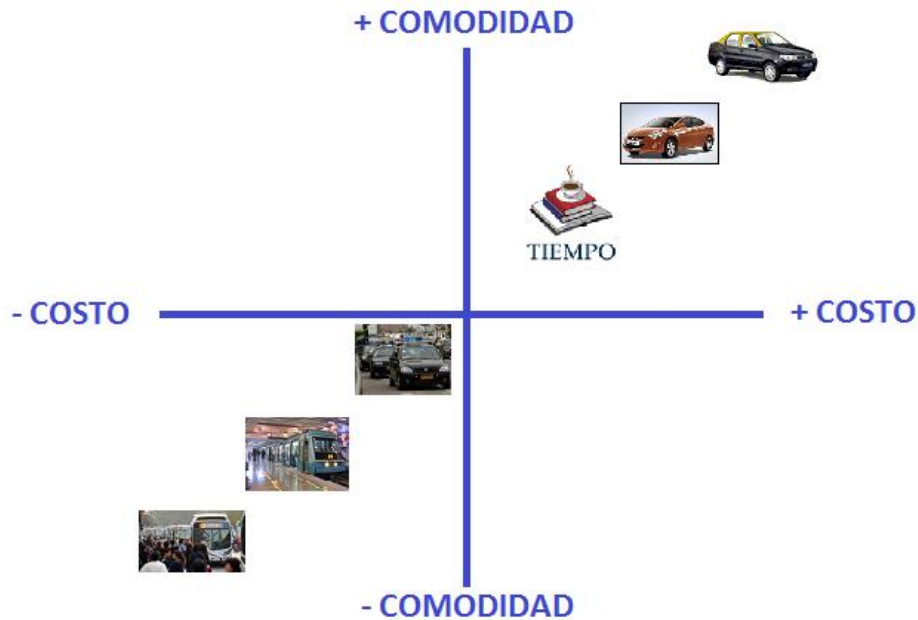 + COMODIDAD
TIEMPO
- COSTO
+ COSTO
- COMODIDAD